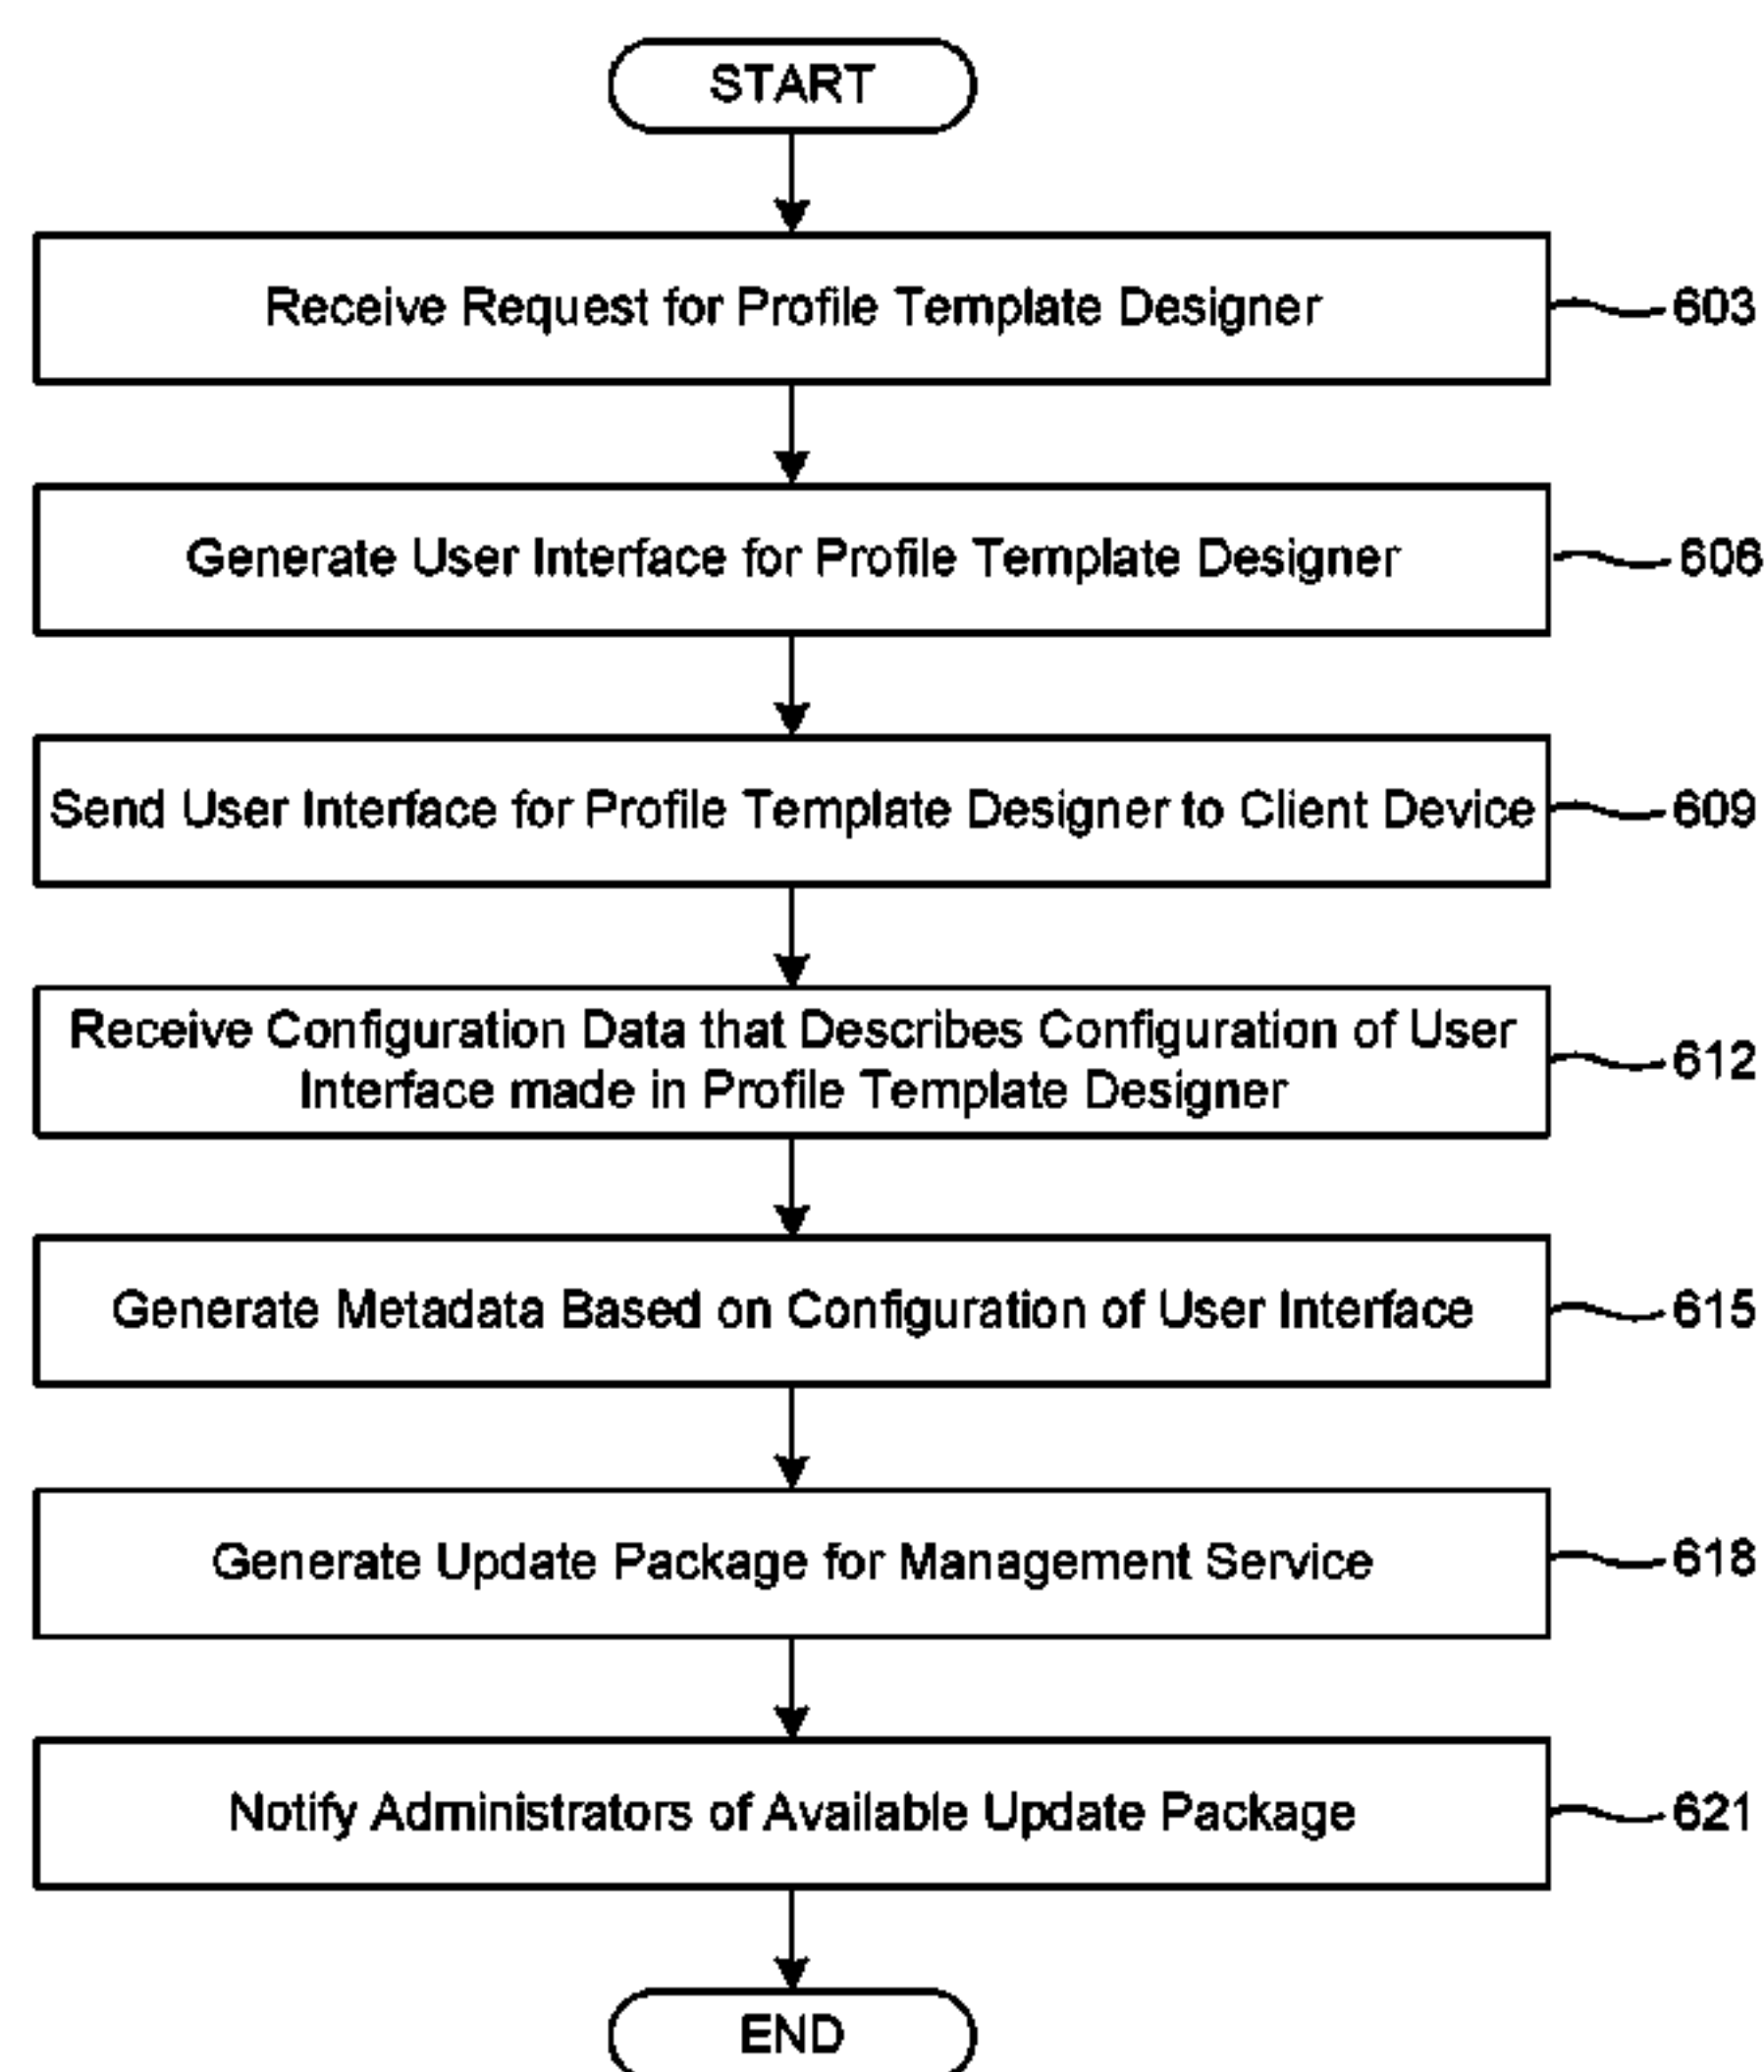 START
Receive Request for Profile Template Designer
603
Generate User Interface for Profile Template Designer
606
Send User Interface for Profile Template Designer to Client Device
609
Receive Configuration Data that Describes Configuration of User
Interface made in Profile Template Designer
612
Generate Metadata Based on Configuration of User Interface
615
Generate Update Package for Management Service
618
Notify Administrators of Available Update Package
621
END